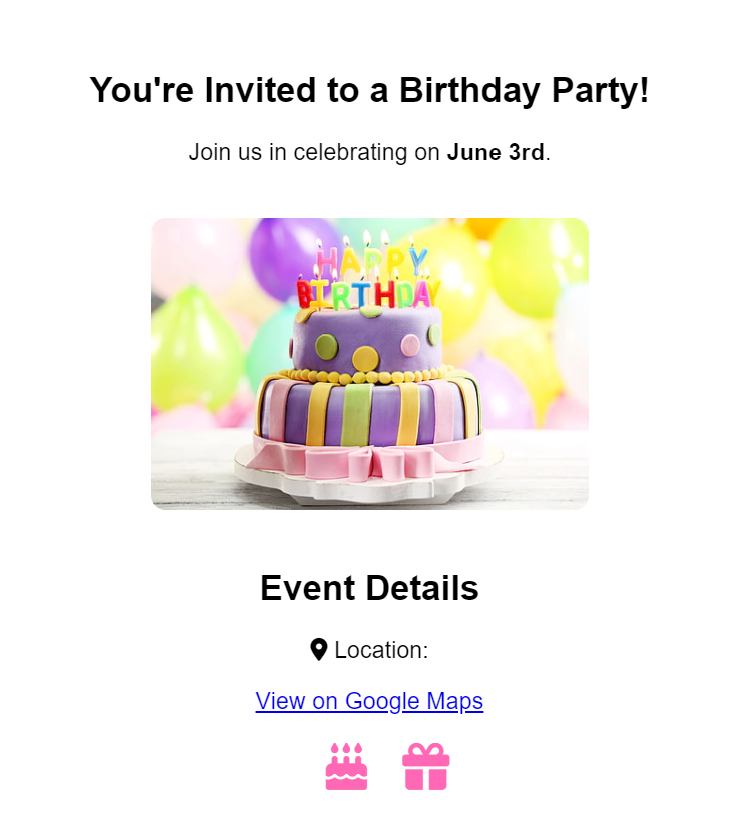 You're Invited to a Birthday Party!
Join us in celebrating on June 3rd.
HAPPY
BIRTHDAY
Event Details
Location:
View on Google Maps